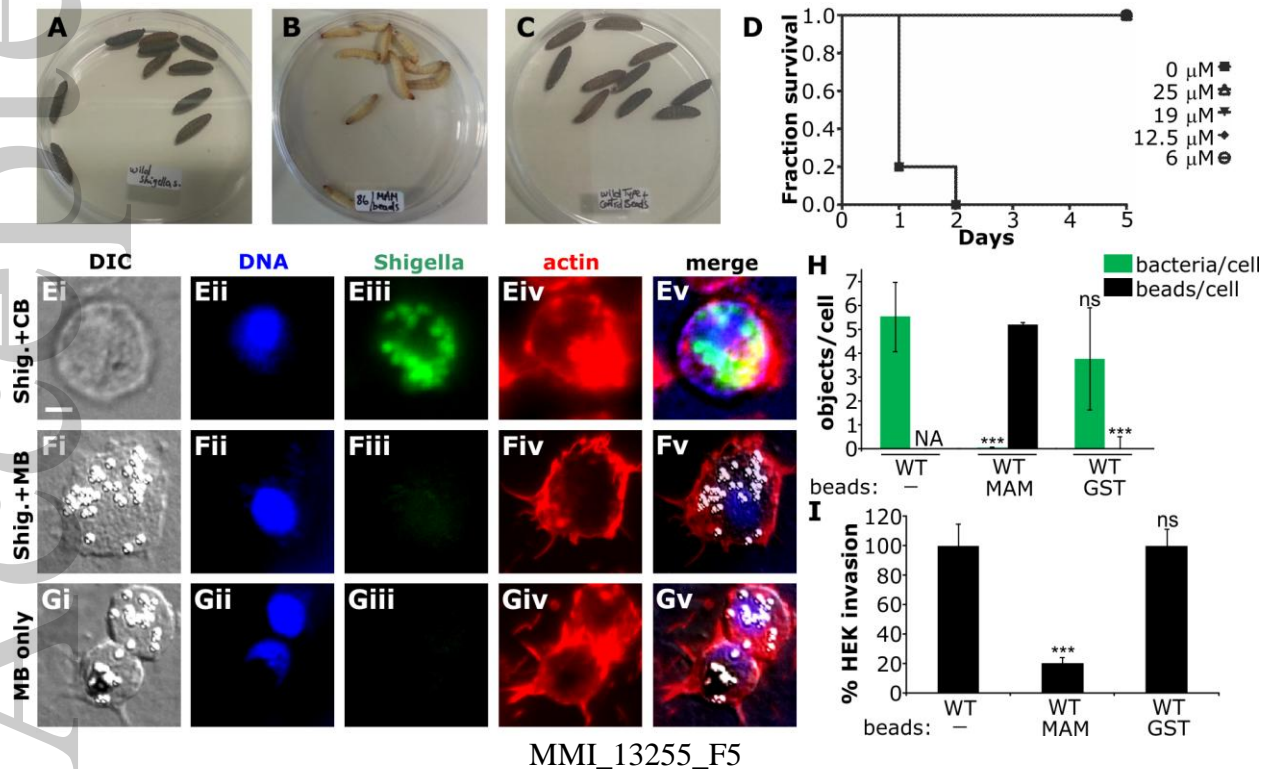 A
B
C
wild
Shigella s.
86 MAM
beads
wild Type +
Control Beads
D
Fraction survival
1.0
0.8
0.6
0.4
0.2
0.0
0 1 2 3 4 5
Days
0 µM
25 µM
19 µM
12.5 µM
6 µM
DIC DNA Shigella actin merge
Shig.+CB
Ei Eii Eiii Eiv Ev
Shig.+MB
Fi Fii Fiii Fiv Fv
MB only
Gi Gii Giii Giv Gv
H
bacteria/cell
beads/cell
objects/cell
7
6
5
4
3
2
1
0
NA
***
ns
***
WT WT WT
beads: – MAM GST
I
% HEK invasion
120
100
80
60
40
20
0
***
ns
WT WT WT
beads: – MAM GST
MMI_13255_F5